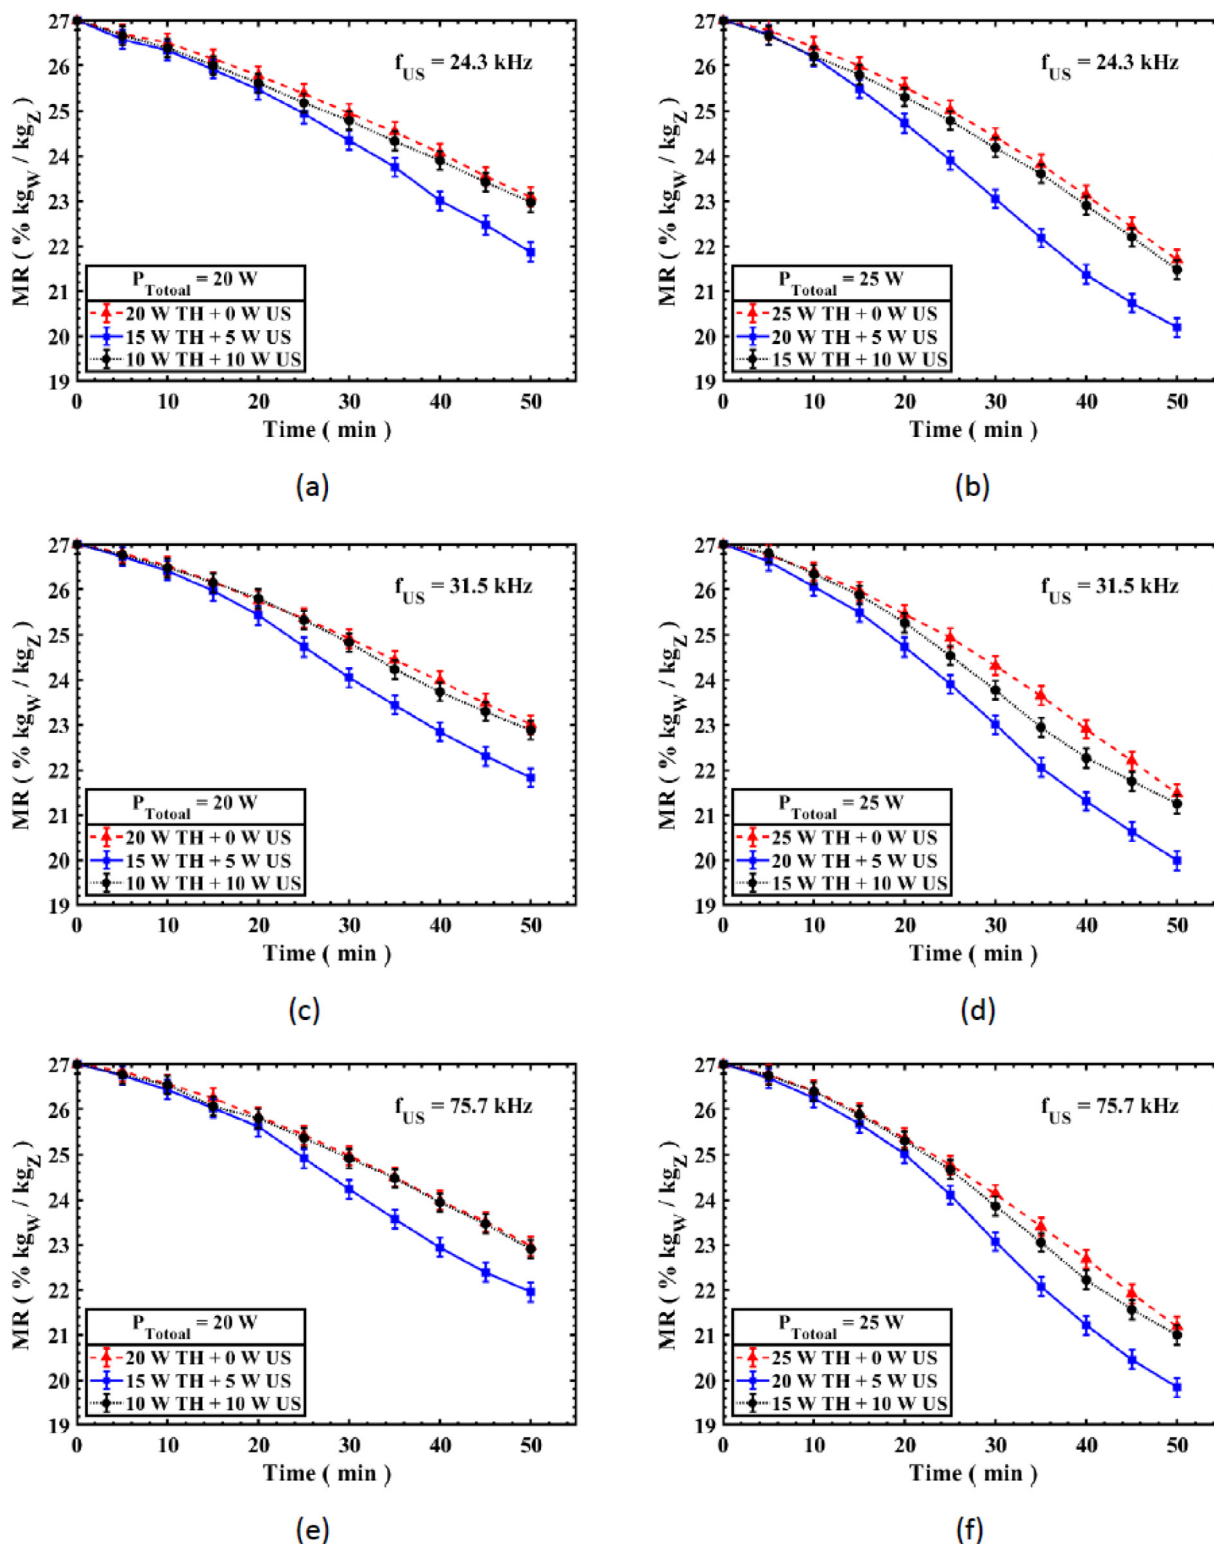 27
26
25
24
23
22
21
20
19
MR ( % kgW / kgZ)
fUS = 24.3 kHz
PTotoal = 20 W
20 W TH + 0 W US
15 W TH + 5 W US
10 W TH + 10 W US
0 10 20 30 40 50
Time ( min )
(a)
27
26
25
24
23
22
21
20
19
MR ( % kgW / kgZ)
fUS = 24.3 kHz
PTotoal = 25 W
25 W TH + 0 W US
20 W TH + 5 W US
15 W TH + 10 W US
0 10 20 30 40 50
Time ( min )
(b)
27
26
25
24
23
22
21
20
19
MR ( % kgW / kgZ)
fUS = 31.5 kHz
PTotoal = 20 W
20 W TH + 0 W US
15 W TH + 5 W US
10 W TH + 10 W US
0 10 20 30 40 50
Time ( min )
(c)
27
26
25
24
23
22
21
20
19
MR ( % kgW / kgZ)
fUS = 31.5 kHz
PTotoal = 25 W
25 W TH + 0 W US
20 W TH + 5 W US
15 W TH + 10 W US
0 10 20 30 40 50
Time ( min )
(d)
27
26
25
24
23
22
21
20
19
MR ( % kgW / kgZ)
fUS = 75.7 kHz
PTotoal = 20 W
20 W TH + 0 W US
15 W TH + 5 W US
10 W TH + 10 W US
0 10 20 30 40 50
Time ( min )
(e)
27
26
25
24
23
22
21
20
19
MR ( % kgW / kgZ)
fUS = 75.7 kHz
PTotoal = 25 W
25 W TH + 0 W US
20 W TH + 5 W US
15 W TH + 10 W US
0 10 20 30 40 50
Time ( min )
(f)